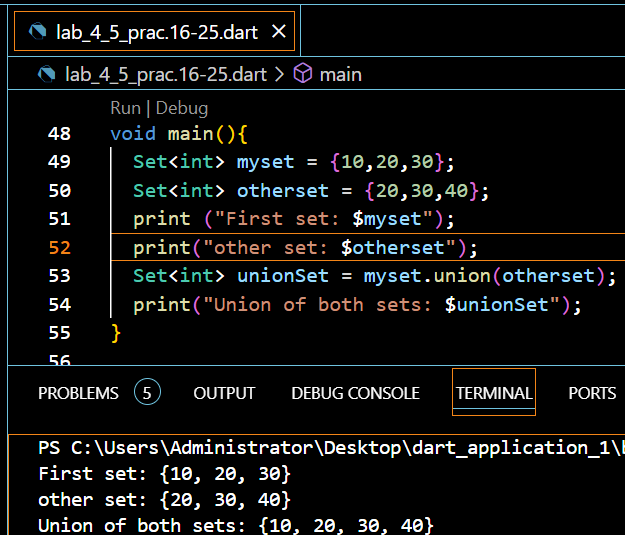 lab_4_5_prac.16-25.dart ×
lab_4_5_prac.16-25.dart > main
Run | Debug
48 void main(){
49 Set<int> myset = {10,20,30};
50 Set<int> otherset = {20,30,40};
51 print ("First set: $myset");
52 print("other set: $otherset");
53 Set<int> unionSet = myset.union(otherset);
54 print("Union of both sets: $unionSet");
55 }
56
PROBLEMS 5 OUTPUT DEBUG CONSOLE TERMINAL PORTS
PS C:\Users\Administrator\Desktop\dart_application_1\
First set: {10, 20, 30}
other set: {20, 30, 40}
Union of both sets: {10, 20, 30, 40}